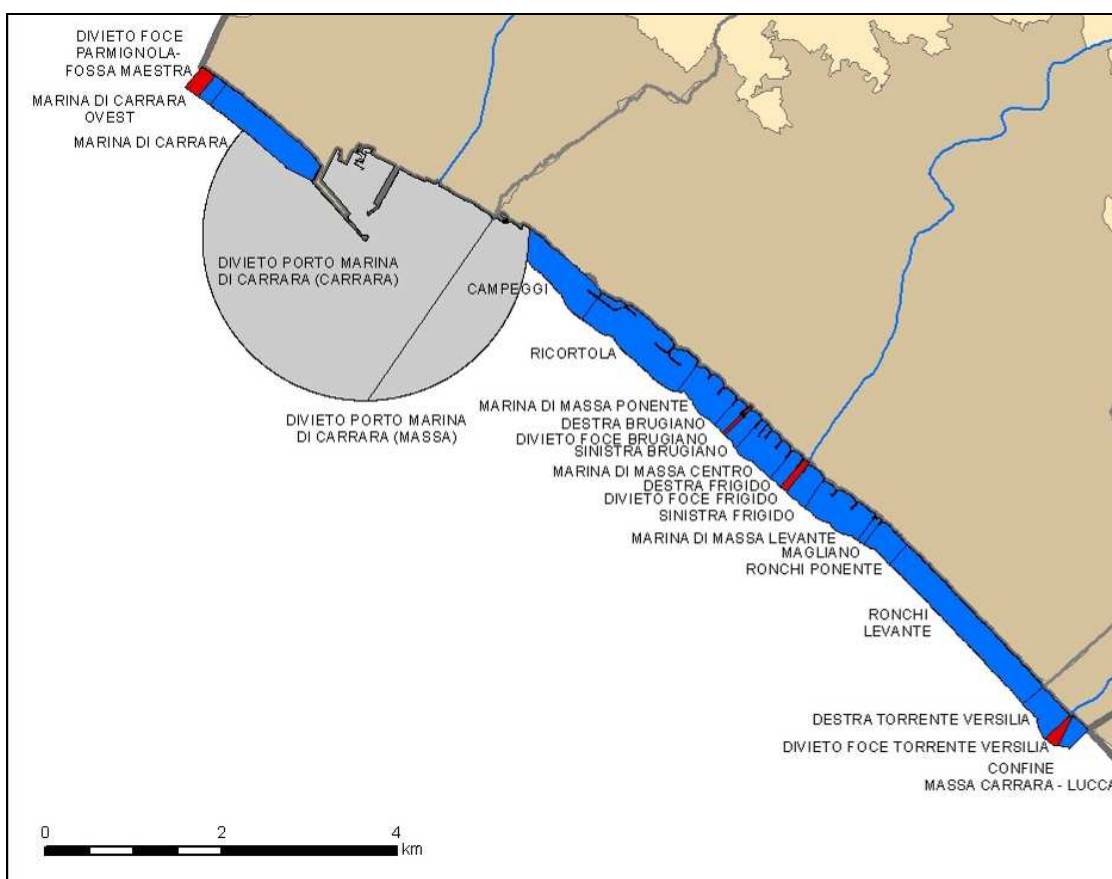 DIVIETO FOCE
PARMIGNOLA-
FOSSA MAESTRA
MARINA DI CARRARA
OVEST
MARINA DI CARRARA
DIVIETO PORTO MARINA
DI CARRARA (CARRARA)
CAMPEGGI
RICORTOLA
DIVIETO PORTO MARINA
DI CARRARA (MASSA)
MARINA DI MASSA PONENTE
DESTRA BRUGIANO
DIVIETO FOCE BRUGIANO
SINISTRA BRUGIANO
MARINA DI MASSA CENTRO
DESTRA FRIGIDO
DIVIETO FOCE FRIGIDO
SINISTRA FRIGIDO
MARINA DI MASSA LEVANTE
MAGLIANO
RONCHI PONENTE
RONCHI
LEVANTE
DESTRA TORRENTE VERSILIA
DIVIETO FOCE TORRENTE VERSILIA
CONFINE
MASSA CARRARA - LUCCA
0 2 4
km